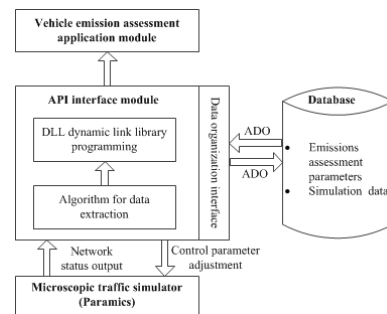 Vehicle emission assessment
application module
API interface module
DLL dynamic link library
programming
Algorithm for data
extraction
Data organization interface
ADO
ADO
Database
• Emissions
assessment
parameters
• Simulation data
Network
status output
Control parameter
adjustment
Microscopic traffic simulator
(Paramics)